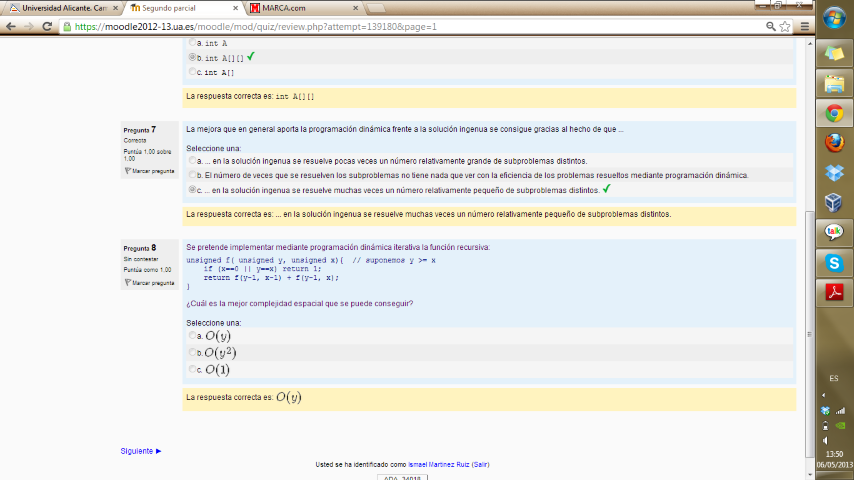 Universidad Alicante. Cam
Segundo parcial
MARCA.com
https://moodle2012-13.ua.es/moodle/mod/quiz/review.php?attempt=139180&page=1
a. int A
b. int A[][]
c. int A[]
La respuesta correcta es: int A[][]
Pregunta 7
Correcta
Puntúa 1.00 sobre
1.00
Marcar pregunta
La mejora que en general aporta la programación dinámica frente a la solución ingenua se consigue gracias al hecho de que ...
Seleccione una:
a. ... en la solución ingenua se resuelve pocas veces un número relativamente grande de subproblemas distintos.
b. El número de veces que se resuelven los subproblemas no tiene nada que ver con la eficiencia de los problemas resueltos mediante programación dinámica.
c. ... en la solución ingenua se resuelve muchas veces un número relativamente pequeño de subproblemas distintos.
La respuesta correcta es: ... en la solución ingenua se resuelve muchas veces un número relativamente pequeño de subproblemas distintos.
Pregunta 8
Sin contestar
Puntúa como 1.00
Marcar pregunta
Se pretende implementar mediante programación dinámica iterativa la función recursiva:
unsigned f( unsigned y, unsigned x){ // suponemos y >= x
if (x==0 || y==x) return 1;
return f(y-1, x-1) + f(y-1, x);
}
¿Cuál es la mejor complejidad espacial que se puede conseguir?
Seleccione una:
a. O(y)
b. O(y²)
c. O(1)
La respuesta correcta es: O(y)
Siguiente
Usted se ha identificado como Ismael Martinez Ruiz (Salir)
talk
ES
13:50
06/05/2013